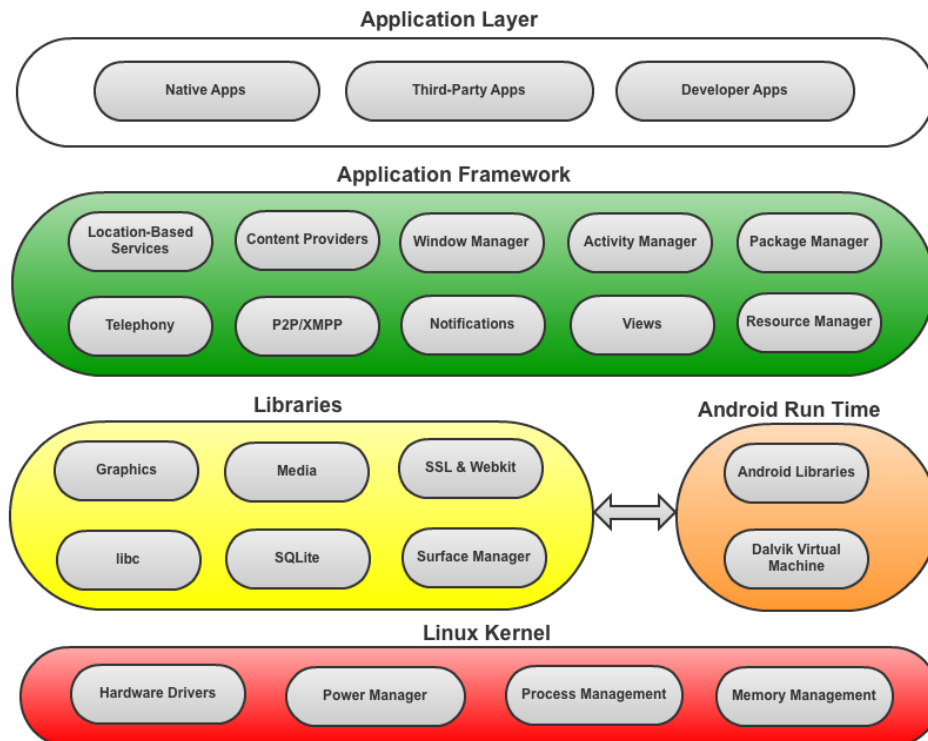 Application Layer
Native Apps
Third-Party Apps
Developer Apps
Application Framework
Location-Based
Services
Content Providers
Window Manager
Activity Manager
Package Manager
Telephony
P2P/XMPP
Notifications
Views
Resource Manager
Libraries
Android Run Time
Graphics
Media
SSL & Webkit
Android Libraries
libc
SQLite
Surface Manager
Dalvik Virtual
Machine
Linux Kernel
Hardware Drivers
Power Manager
Process Management
Memory Management